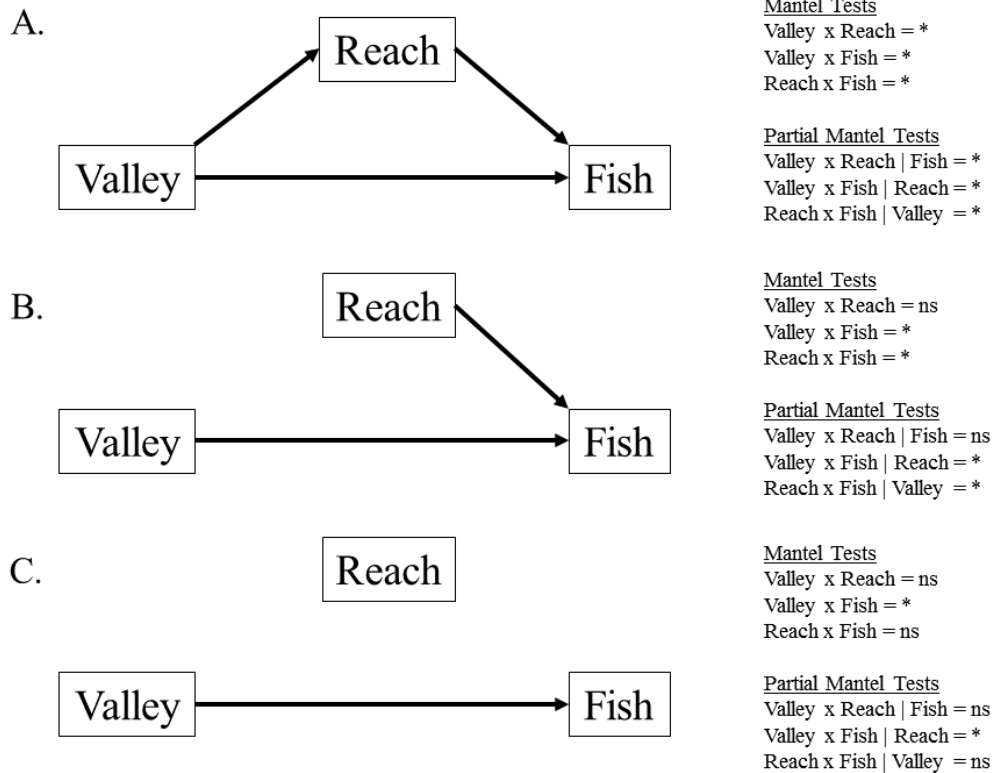 A.
Reach
Valley
Fish
Mantel Tests
Valley x Reach = *
Valley x Fish = *
Reach x Fish = *
Partial Mantel Tests
Valley x Reach | Fish = *
Valley x Fish | Reach = *
Reach x Fish | Valley = *
B.
Reach
Valley
Fish
Mantel Tests
Valley x Reach = ns
Valley x Fish = *
Reach x Fish = *
Partial Mantel Tests
Valley x Reach | Fish = ns
Valley x Fish | Reach = *
Reach x Fish | Valley = *
C.
Reach
Valley
Fish
Mantel Tests
Valley x Reach = ns
Valley x Fish = *
Reach x Fish = ns
Partial Mantel Tests
Valley x Reach | Fish = ns
Valley x Fish | Reach = *
Reach x Fish | Valley = ns